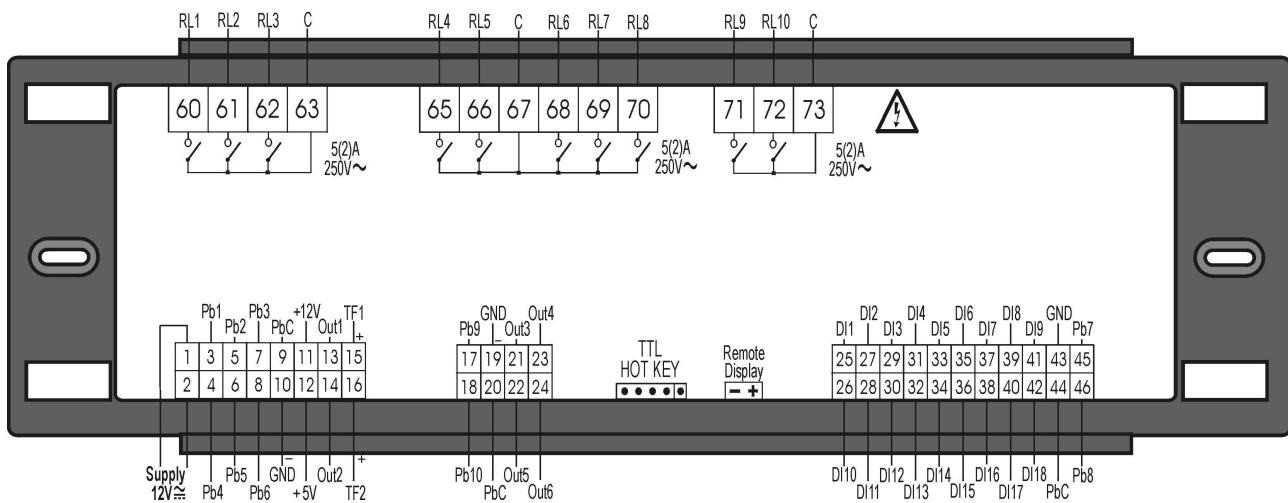 RL1 RL2 RL3 C RL4 RL5 C RL6 RL7 RL8 RL9 RL10 C
60 61 62 63 65 66 67 68 69 70 71 72 73
5(2)A 5(2)A 5(2)A
250V~ 250V~ 250V~
Pb1 Pb3 +12V TF1 GND Out4 DI2 DI4 DI6 DI8 GND
Pb2 PbC Out1 + Pb9 – Out3 DI1 DI3 DI5 DI7 DI9 Pb7
1 3 5 7 9 11 13 15 17 19 21 23 TTL Remote 25 27 29 31 33 35 37 39 41 43 45
HOT KEY Display
2 4 6 8 10 12 14 16 18 20 22 24 – + 26 28 30 32 34 36 38 40 42 44 46
– +
Supply Pb5 GND Out2 Pb10 Out5 DI10 DI12 DI14 DI16 DI18 Pb8
12V≂ Pb4 Pb6 +5V TF2 PbC Out6 DI11 DI13 DI15 DI17 PbC